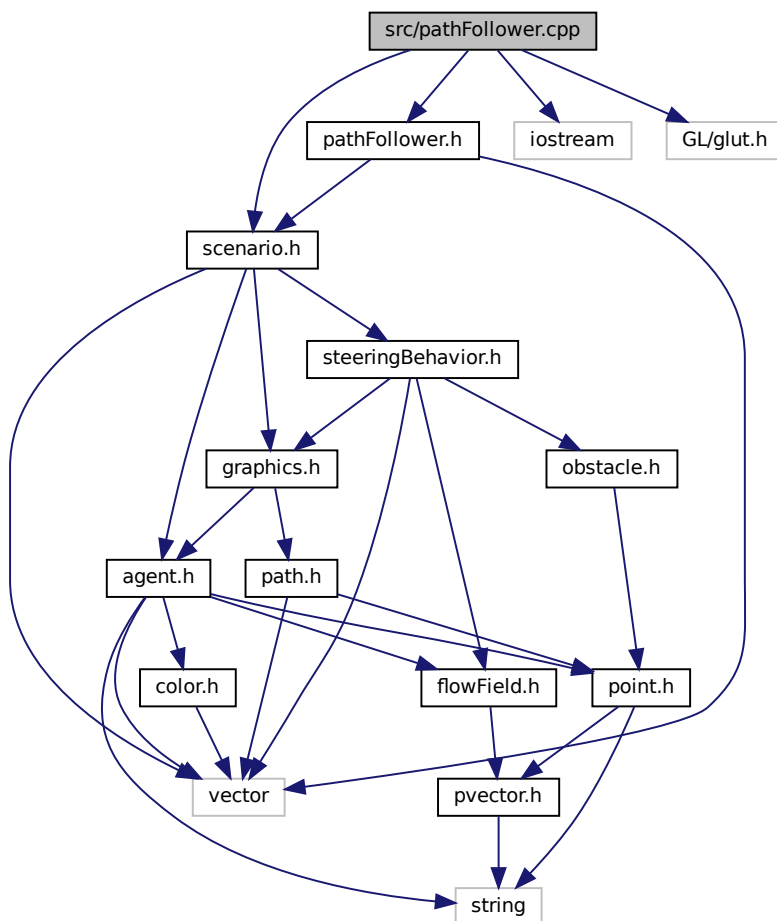 src/pathFollower.cpp
pathFollower.h
iostream
GL/glut.h
scenario.h
steeringBehavior.h
graphics.h
obstacle.h
agent.h
path.h
color.h
flowField.h
point.h
vector
pvector.h
string